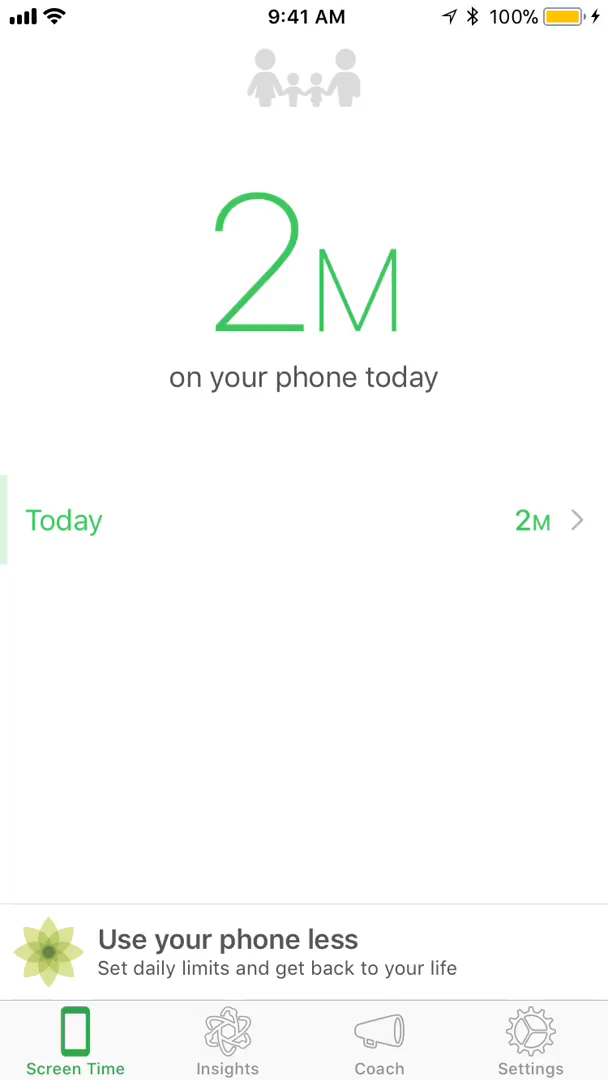 9:41 AM 100%
2M
on your phone today
Today 2M
Use your phone less
Set daily limits and get back to your life
Screen Time Insights Coach Settings